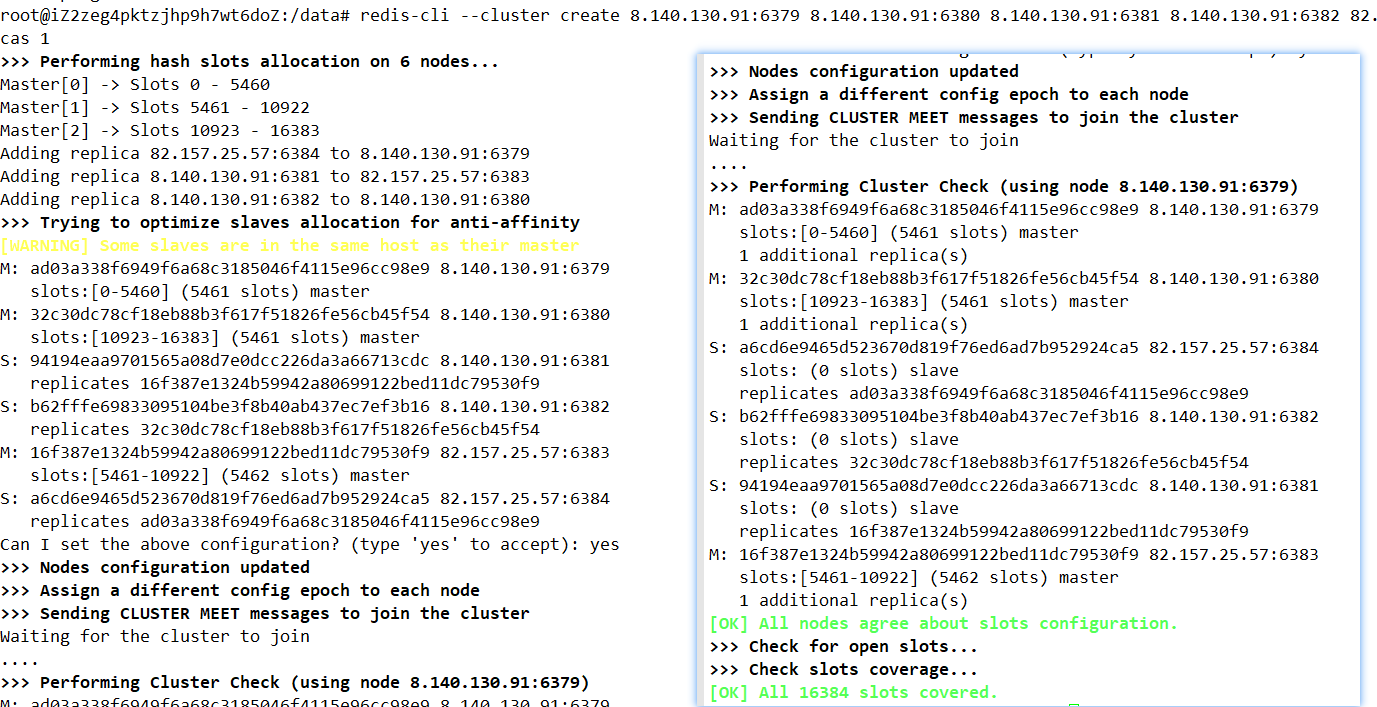 root@iZ2zeg4pktzjhp9h7wt6doZ:/data# redis-cli --cluster create 8.140.130.91:6379 8.140.130.91:6380 8.140.130.91:6381 8.140.130.91:6382 82.
cas 1
>>> Performing hash slots allocation on 6 nodes...
Master[0] -> Slots 0 - 5460
Master[1] -> Slots 5461 - 10922
Master[2] -> Slots 10923 - 16383
Adding replica 82.157.25.57:6384 to 8.140.130.91:6379
Adding replica 8.140.130.91:6381 to 82.157.25.57:6383
Adding replica 8.140.130.91:6382 to 8.140.130.91:6380
>>> Trying to optimize slaves allocation for anti-affinity
[WARNING] Some slaves are in the same host as their master
M: ad03a338f6949f6a68c3185046f4115e96cc98e9 8.140.130.91:6379
slots:[0-5460] (5461 slots) master
M: 32c30dc78cf18eb88b3f617f51826fe56cb45f54 8.140.130.91:6380
slots:[10923-16383] (5461 slots) master
S: 94194eaa9701565a08d7e0dcc226da3a66713cdc 8.140.130.91:6381
replicates 16f387e1324b59942a80699122bed11dc79530f9
S: b62fffe69833095104be3f8b40ab437ec7ef3b16 8.140.130.91:6382
replicates 32c30dc78cf18eb88b3f617f51826fe56cb45f54
M: 16f387e1324b59942a80699122bed11dc79530f9 82.157.25.57:6383
slots:[5461-10922] (5462 slots) master
S: a6cd6e9465d523670d819f76ed6ad7b952924ca5 82.157.25.57:6384
replicates ad03a338f6949f6a68c3185046f4115e96cc98e9
Can I set the above configuration? (type 'yes' to accept): yes
>>> Nodes configuration updated
>>> Assign a different config epoch to each node
>>> Sending CLUSTER MEET messages to join the cluster
Waiting for the cluster to join
....
>>> Performing Cluster Check (using node 8.140.130.91:6379)
M: ad03a338f6949f6a68c3185046f4115e96cc98e9 8.140.130.91:6379
>>> Nodes configuration updated
>>> Assign a different config epoch to each node
>>> Sending CLUSTER MEET messages to join the cluster
Waiting for the cluster to join
....
>>> Performing Cluster Check (using node 8.140.130.91:6379)
M: ad03a338f6949f6a68c3185046f4115e96cc98e9 8.140.130.91:6379
slots:[0-5460] (5461 slots) master
1 additional replica(s)
M: 32c30dc78cf18eb88b3f617f51826fe56cb45f54 8.140.130.91:6380
slots:[10923-16383] (5461 slots) master
1 additional replica(s)
S: a6cd6e9465d523670d819f76ed6ad7b952924ca5 82.157.25.57:6384
slots: (0 slots) slave
replicates ad03a338f6949f6a68c3185046f4115e96cc98e9
S: b62fffe69833095104be3f8b40ab437ec7ef3b16 8.140.130.91:6382
slots: (0 slots) slave
replicates 32c30dc78cf18eb88b3f617f51826fe56cb45f54
S: 94194eaa9701565a08d7e0dcc226da3a66713cdc 8.140.130.91:6381
slots: (0 slots) slave
replicates 16f387e1324b59942a80699122bed11dc79530f9
M: 16f387e1324b59942a80699122bed11dc79530f9 82.157.25.57:6383
slots:[5461-10922] (5462 slots) master
1 additional replica(s)
[OK] All nodes agree about slots configuration.
>>> Check for open slots...
>>> Check slots coverage...
[OK] All 16384 slots covered.